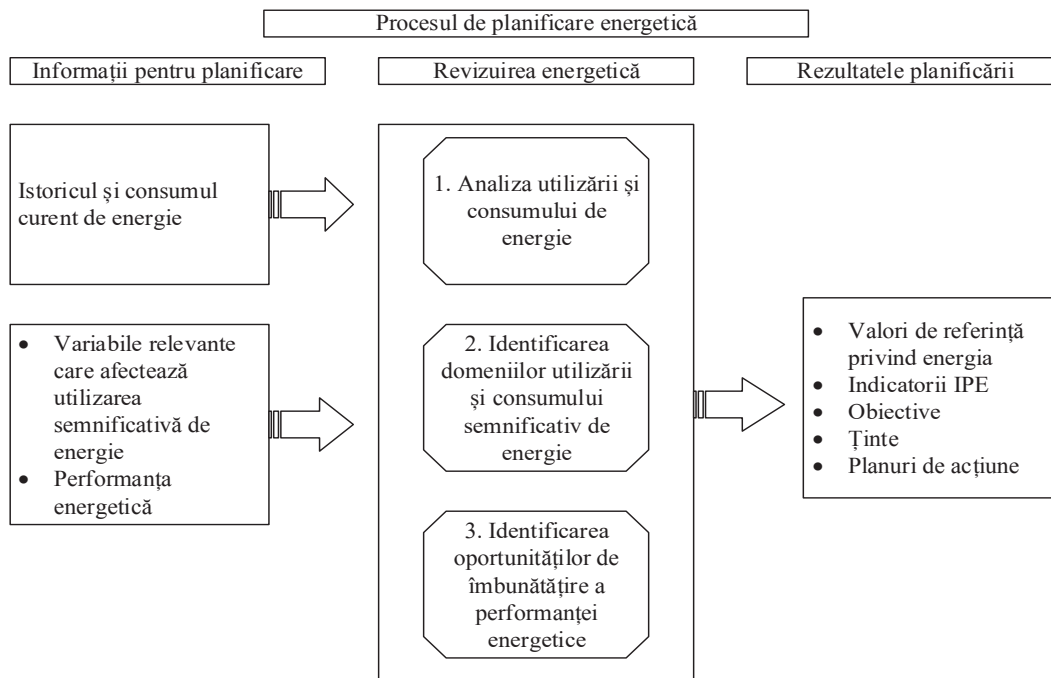 Procesul de planificare energetică
Informații pentru planificare
Revizuirea energetică
Rezultatele planificării
Istoricul și consumul
curent de energie
• Variabile relevante
care afectează
utilizarea
semnificativă de
energie
• Performanța
energetică
1. Analiza utilizării și
consumului de
energie
2. Identificarea
domeniilor utilizării
și consumului
semnificativ de
energie
3. Identificarea
oportunităților de
îmbunătățire a
performanței
energetice
• Valori de referință
privind energia
• Indicatorii IPE
• Obiective
• Ținte
• Planuri de acțiune